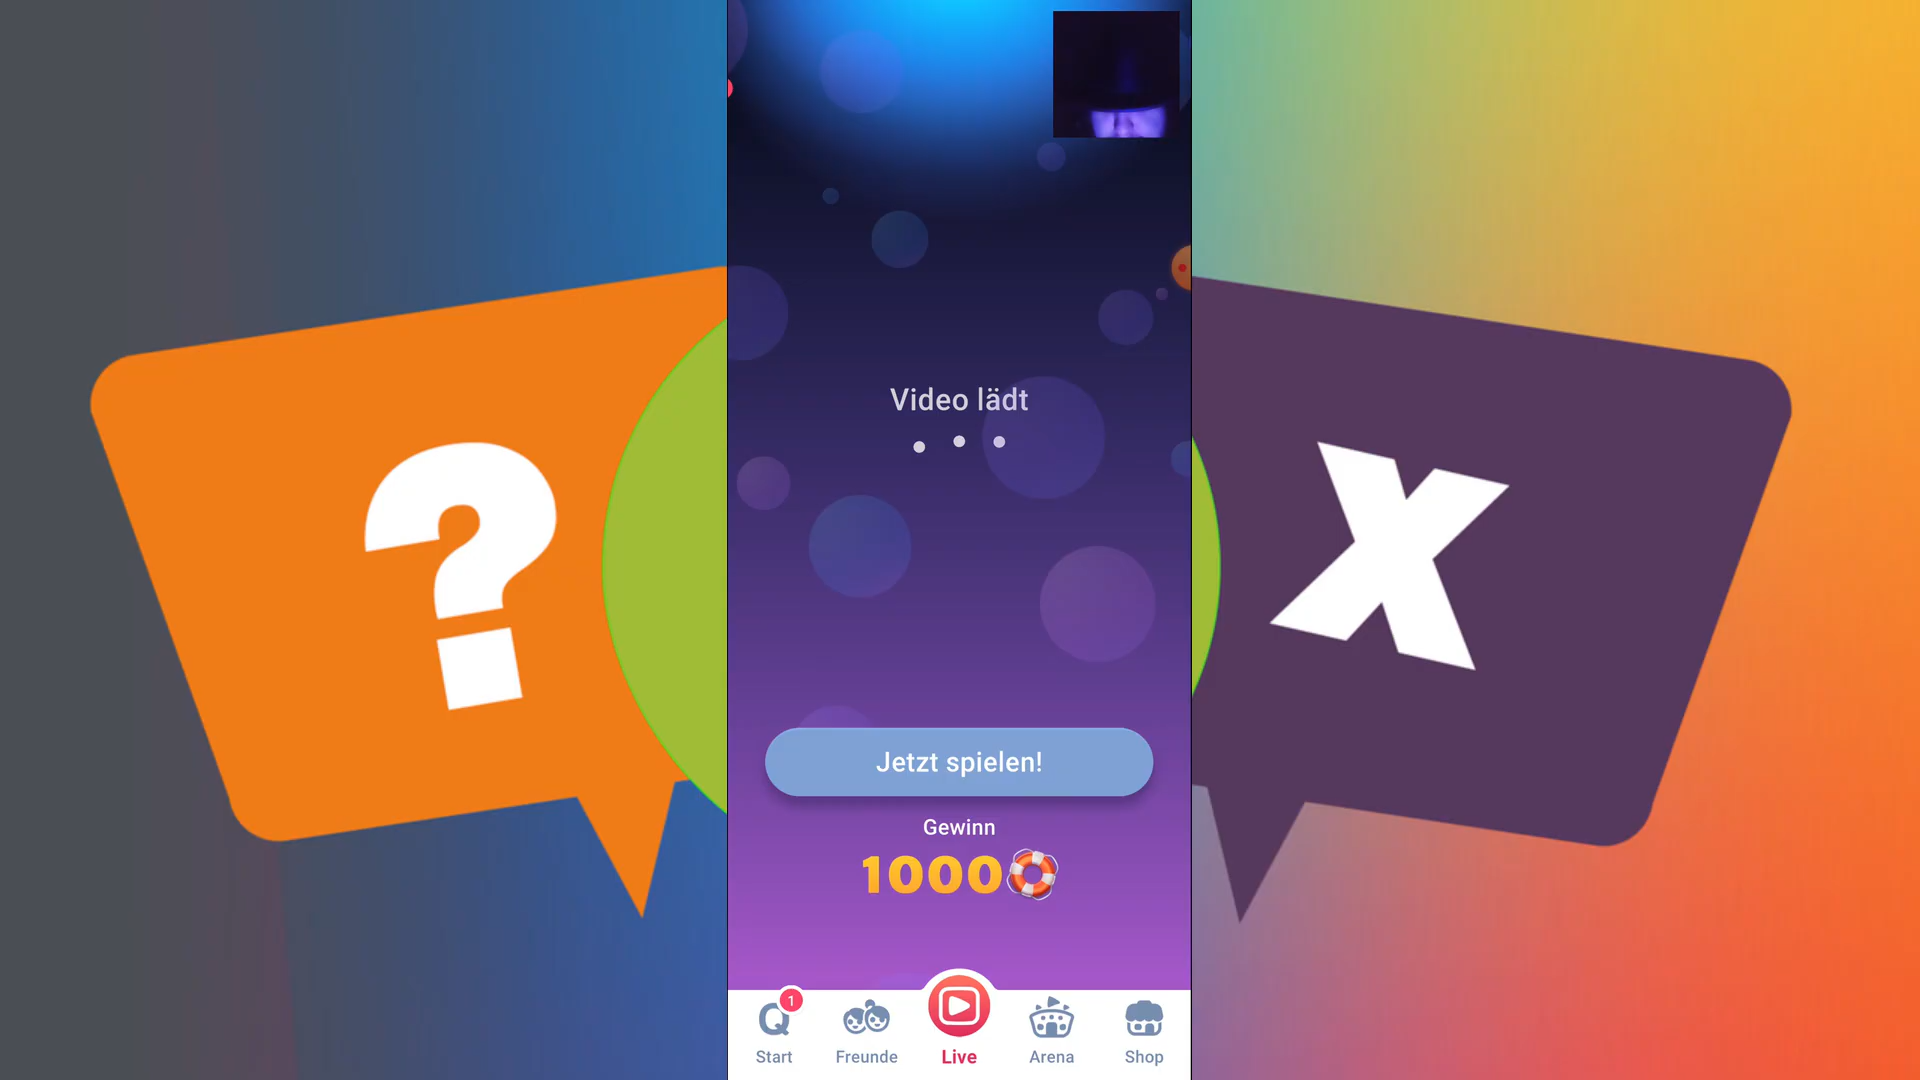 ?
X
Video lädt
Jetzt spielen!
Gewinn
1000
1
Start
Freunde
Live
Arena
Shop